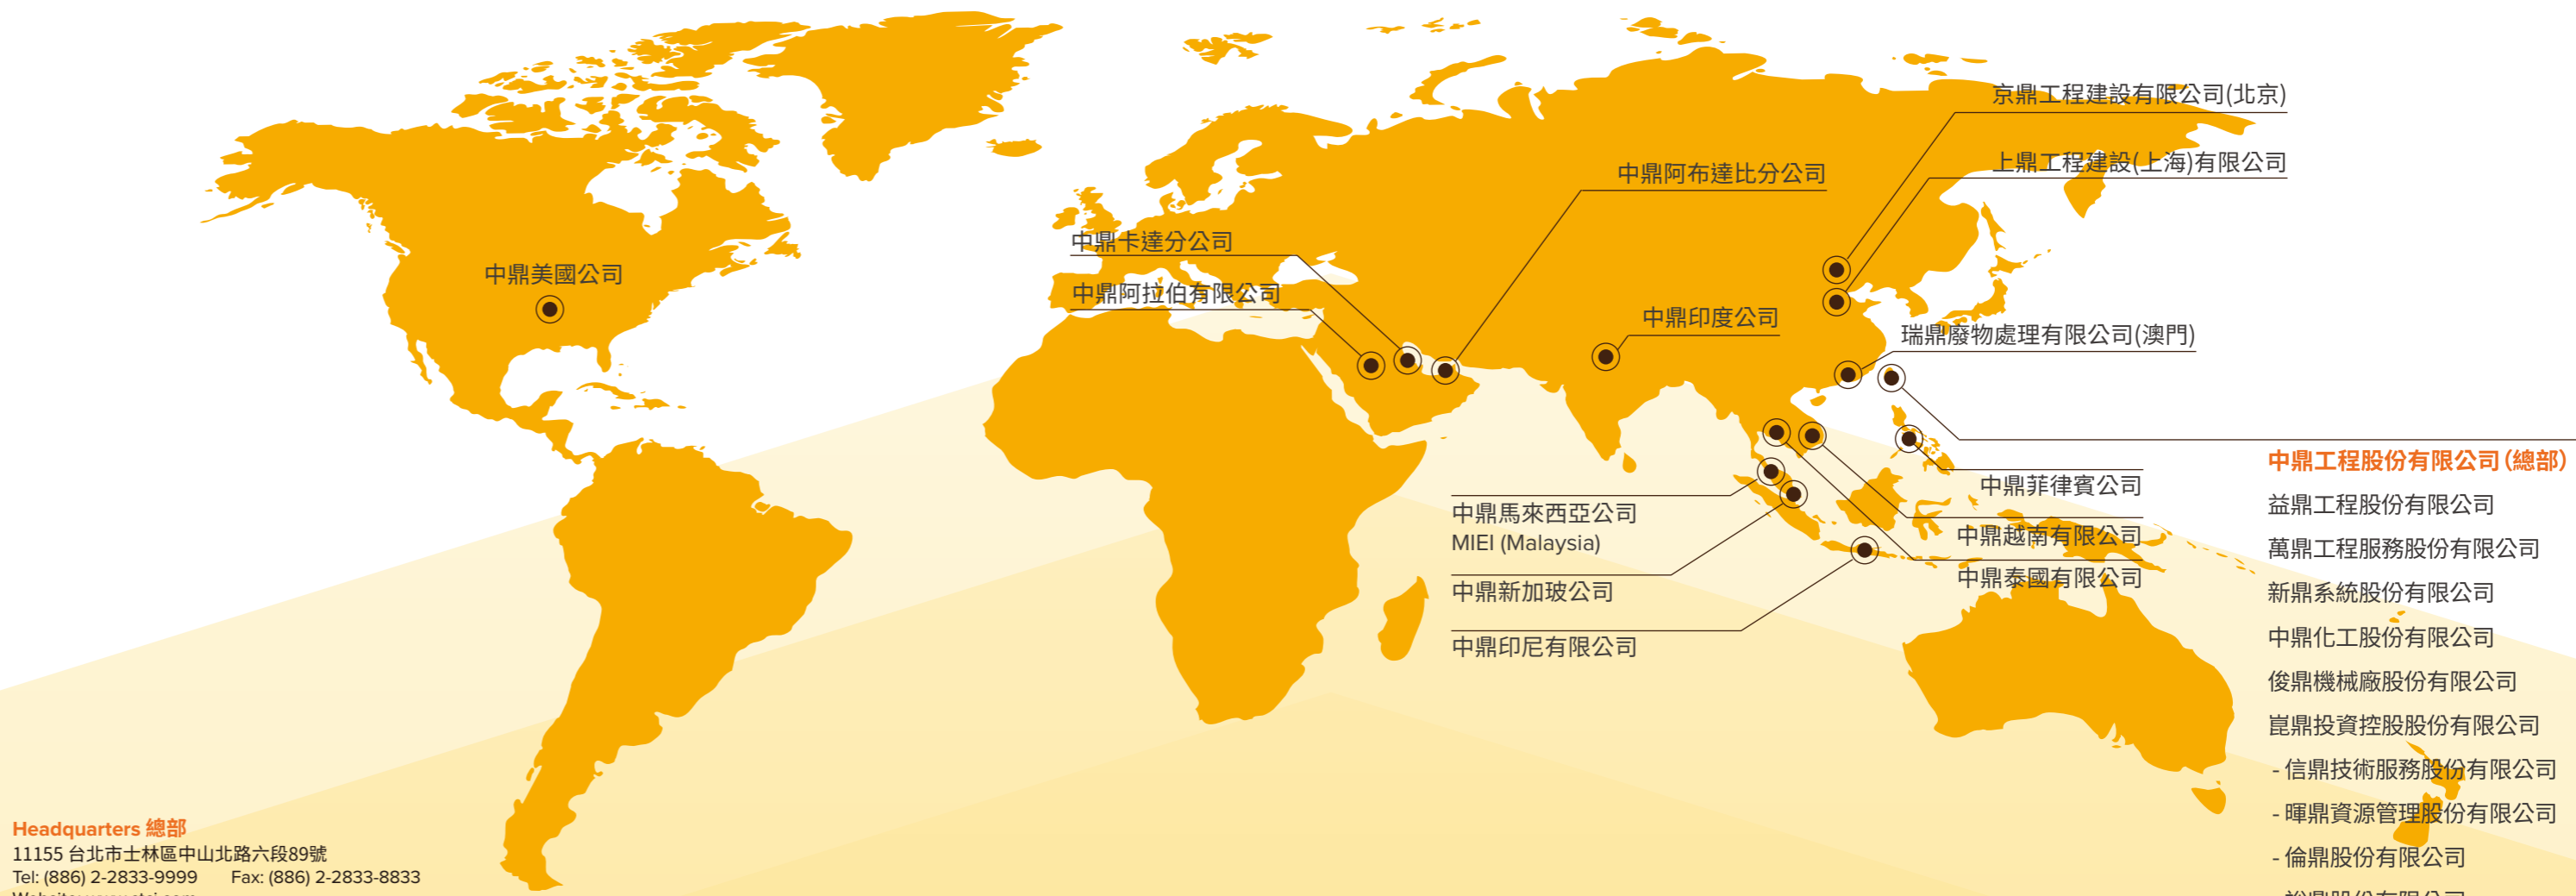 京鼎工程建設有限公司(北京)
上鼎工程建設(上海)有限公司
中鼎阿布達比分公司
中鼎卡達分公司
中鼎美國公司
中鼎阿拉伯有限公司
中鼎印度公司
瑞鼎廢物處理有限公司(澳門)
中鼎菲律賓公司
中鼎馬來西亞公司
MIEI (Malaysia)
中鼎越南有限公司
中鼎泰國有限公司
中鼎新加玻公司
中鼎印尼有限公司
中鼎工程股份有限公司(總部)
益鼎工程股份有限公司
萬鼎工程服務股份有限公司
新鼎系統股份有限公司
中鼎化工股份有限公司
俊鼎機械廠股份有限公司
崑鼎投資控股股份有限公司
- 信鼎技術服務股份有限公司
- 暉鼎資源管理股份有限公司
- 倫鼎股份有限公司
Headquarters 總部
11155 台北市士林區中山北路六段89號
Tel: (886) 2-2833-9999 Fax: (886) 2-2833-8833